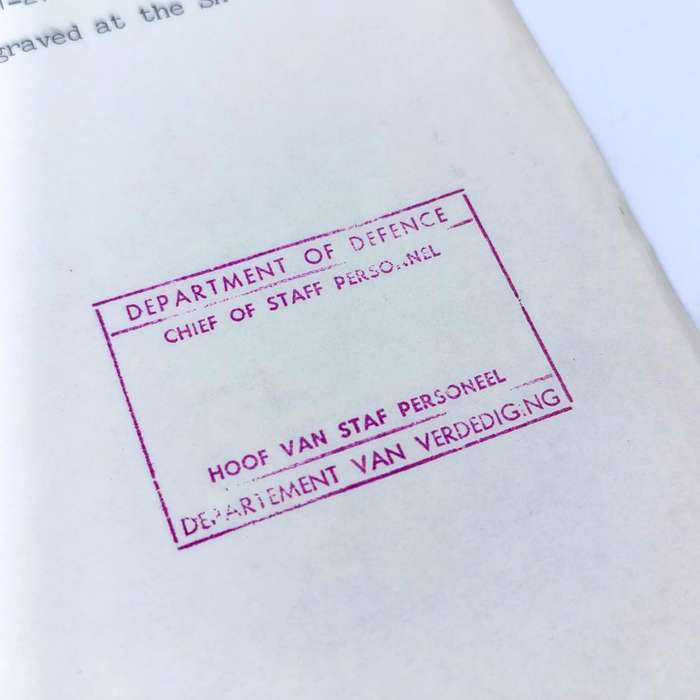 graved at the
DEPARTMENT OF DEFENCE
CHIEF OF STAFF PERSONNEL
HOOF VAN STAF PERSONEEL
DEPARTEMENT VAN VERDEDIGING